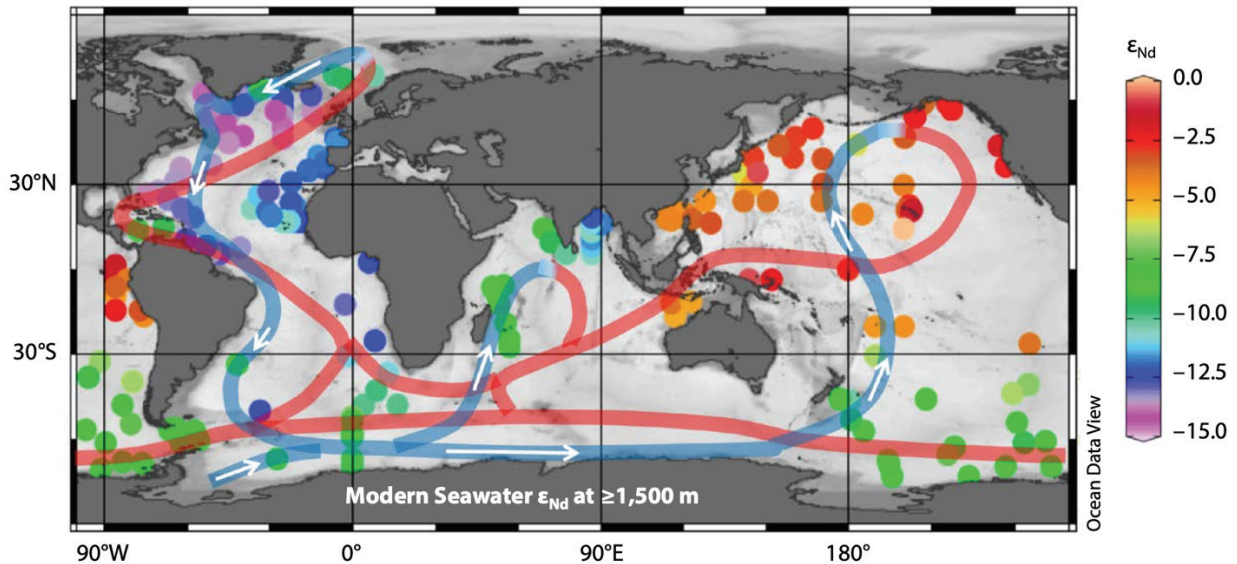 εNd
0.0
−2.5
−5.0
−7.5
−10.0
−12.5
−15.0
30°N
30°S
90°W
0°
90°E
180°
Modern Seawater εNd at ≥1,500 m
Ocean Data View